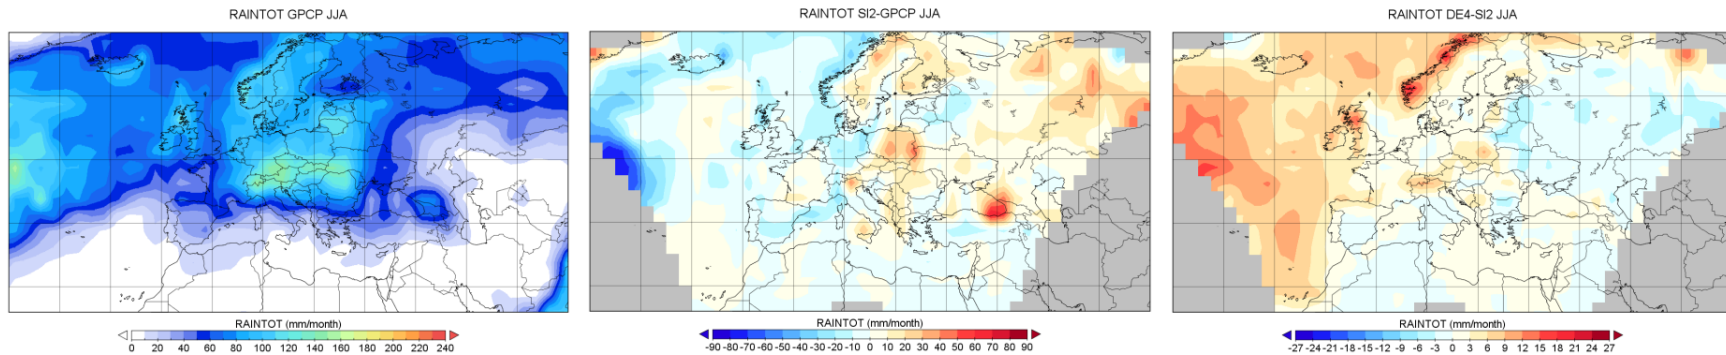 RAINTOT GPCP JJA
RAINTOT (mm/month)
0 20 40 60 80 100 120 140 160 180 200 220 240
RAINTOT SI2-GPCP JJA
RAINTOT (mm/month)
-90 -80 -70 -60 -50 -40 -30 -20 -10 0 10 20 30 40 50 60 70 80 90
RAINTOT DE4-SI2 JJA
RAINTOT (mm/month)
-27 -24 -21 -18 -15 -12 -9 -6 -3 0 3 6 9 12 15 18 21 24 27